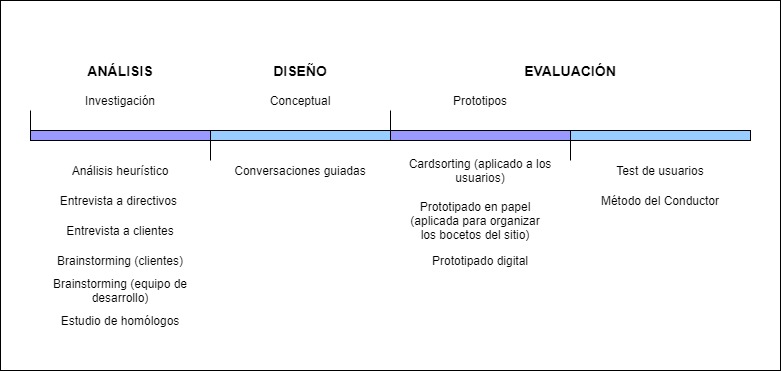 ANÁLISIS
DISEÑO
EVALUACIÓN
Investigación
Conceptual
Prototipos
Análisis heurístico
Entrevista a directivos
Entrevista a clientes
Brainstorming (clientes)
Brainstorming (equipo de
desarrollo)
Estudio de homólogos
Conversaciones guiadas
Cardsorting (aplicado a los
usuarios)
Prototipado en papel
(aplicada para organizar
los bocetos del sitio)
Prototipado digital
Test de usuarios
Método del Conductor